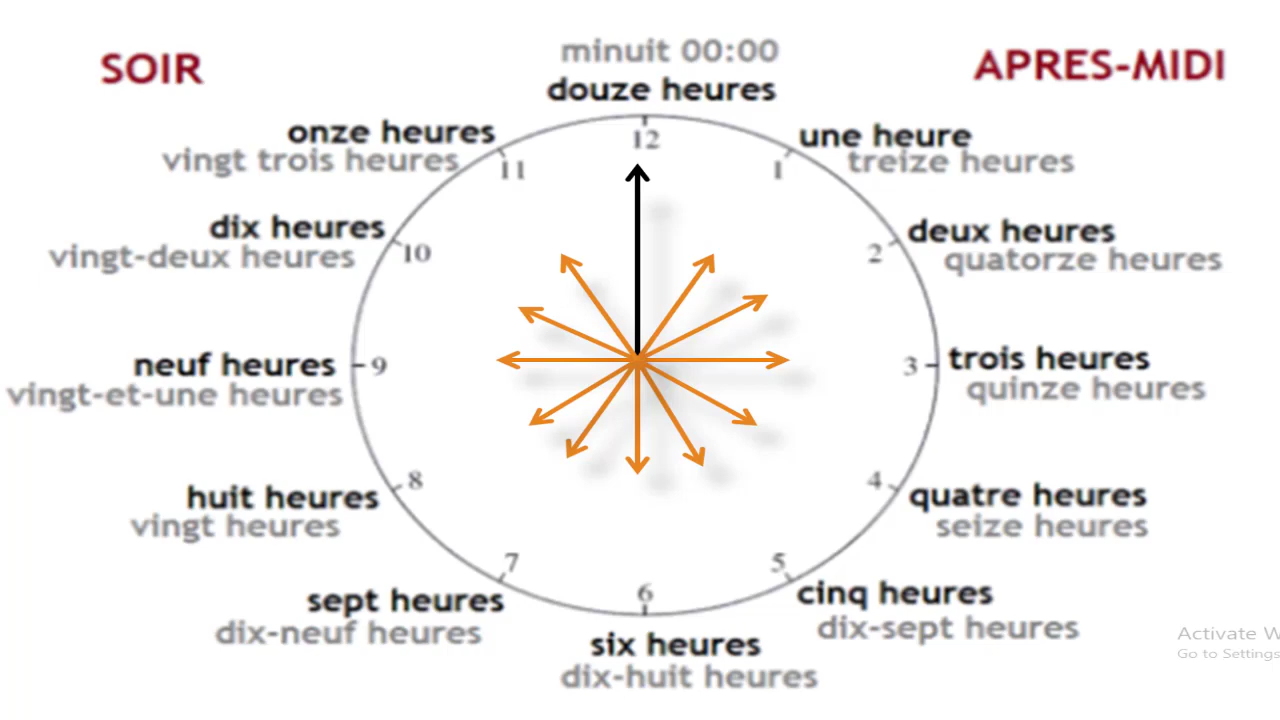 SOIR
minuit 00:00
douze heures
APRES-MIDI
onze heures
vingt trois heures
12
une heure
treize heures
11
1
dix heures
vingt-deux heures
10
2
deux heures
quatorze heures
neuf heures
vingt-et-une heures
9
3
trois heures
quinze heures
huit heures
vingt heures
8
4
quatre heures
seize heures
7
5
sept heures
dix-neuf heures
6
six heures
dix-huit heures
cinq heures
dix-sept heures
Activate W
Go to Settings